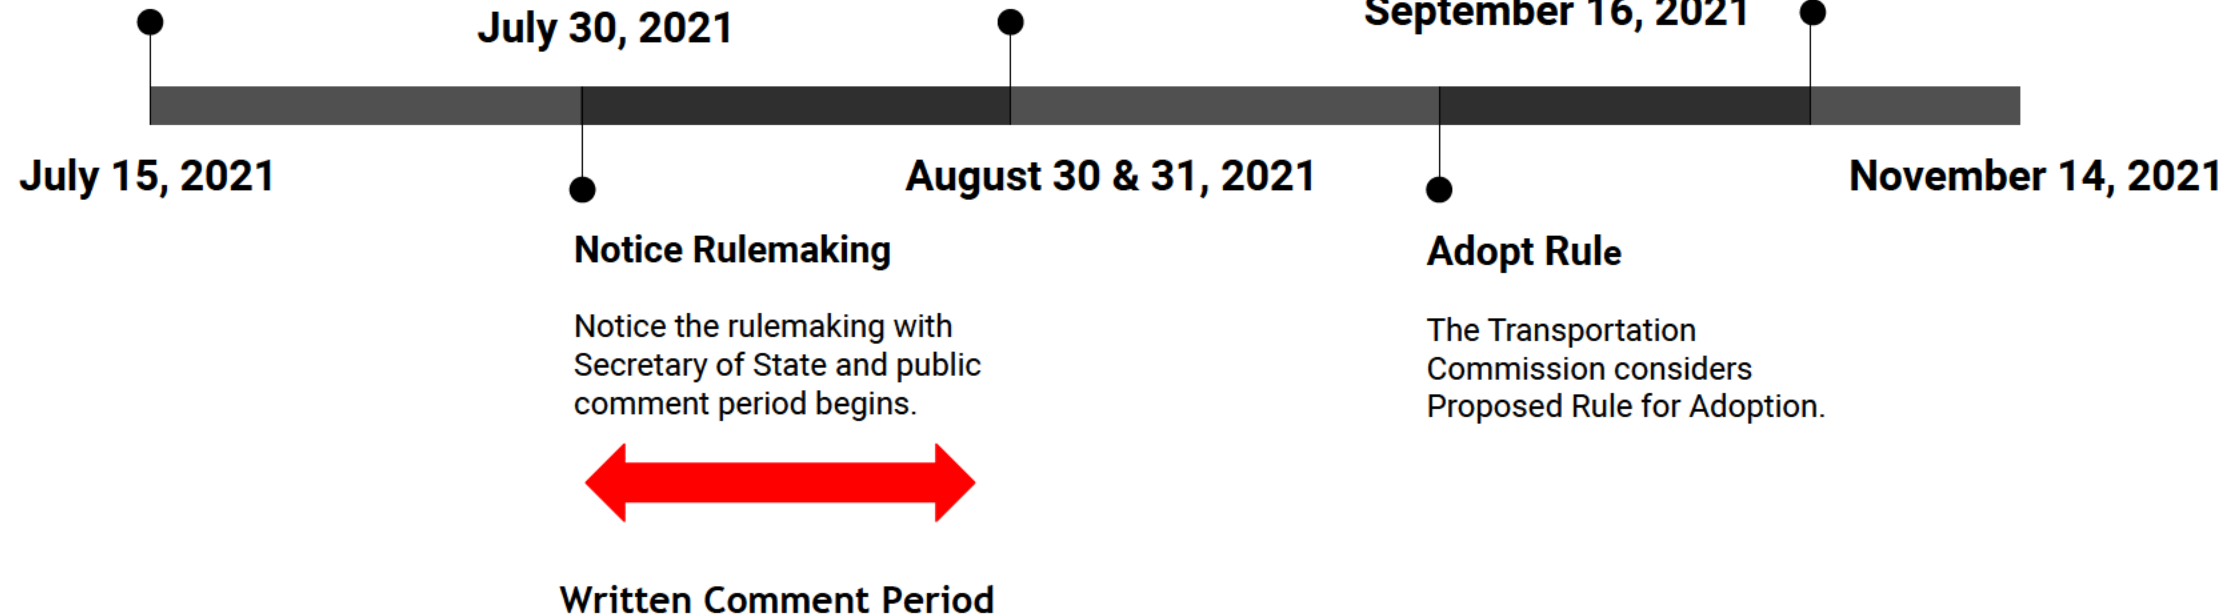 July 30, 2021
September 16, 2021
July 15, 2021
August 30 & 31, 2021
November 14, 2021
Notice Rulemaking
Notice the rulemaking with
Secretary of State and public
comment period begins.
Adopt Rule
The Transportation
Commission considers
Proposed Rule for Adoption.
Written Comment Period